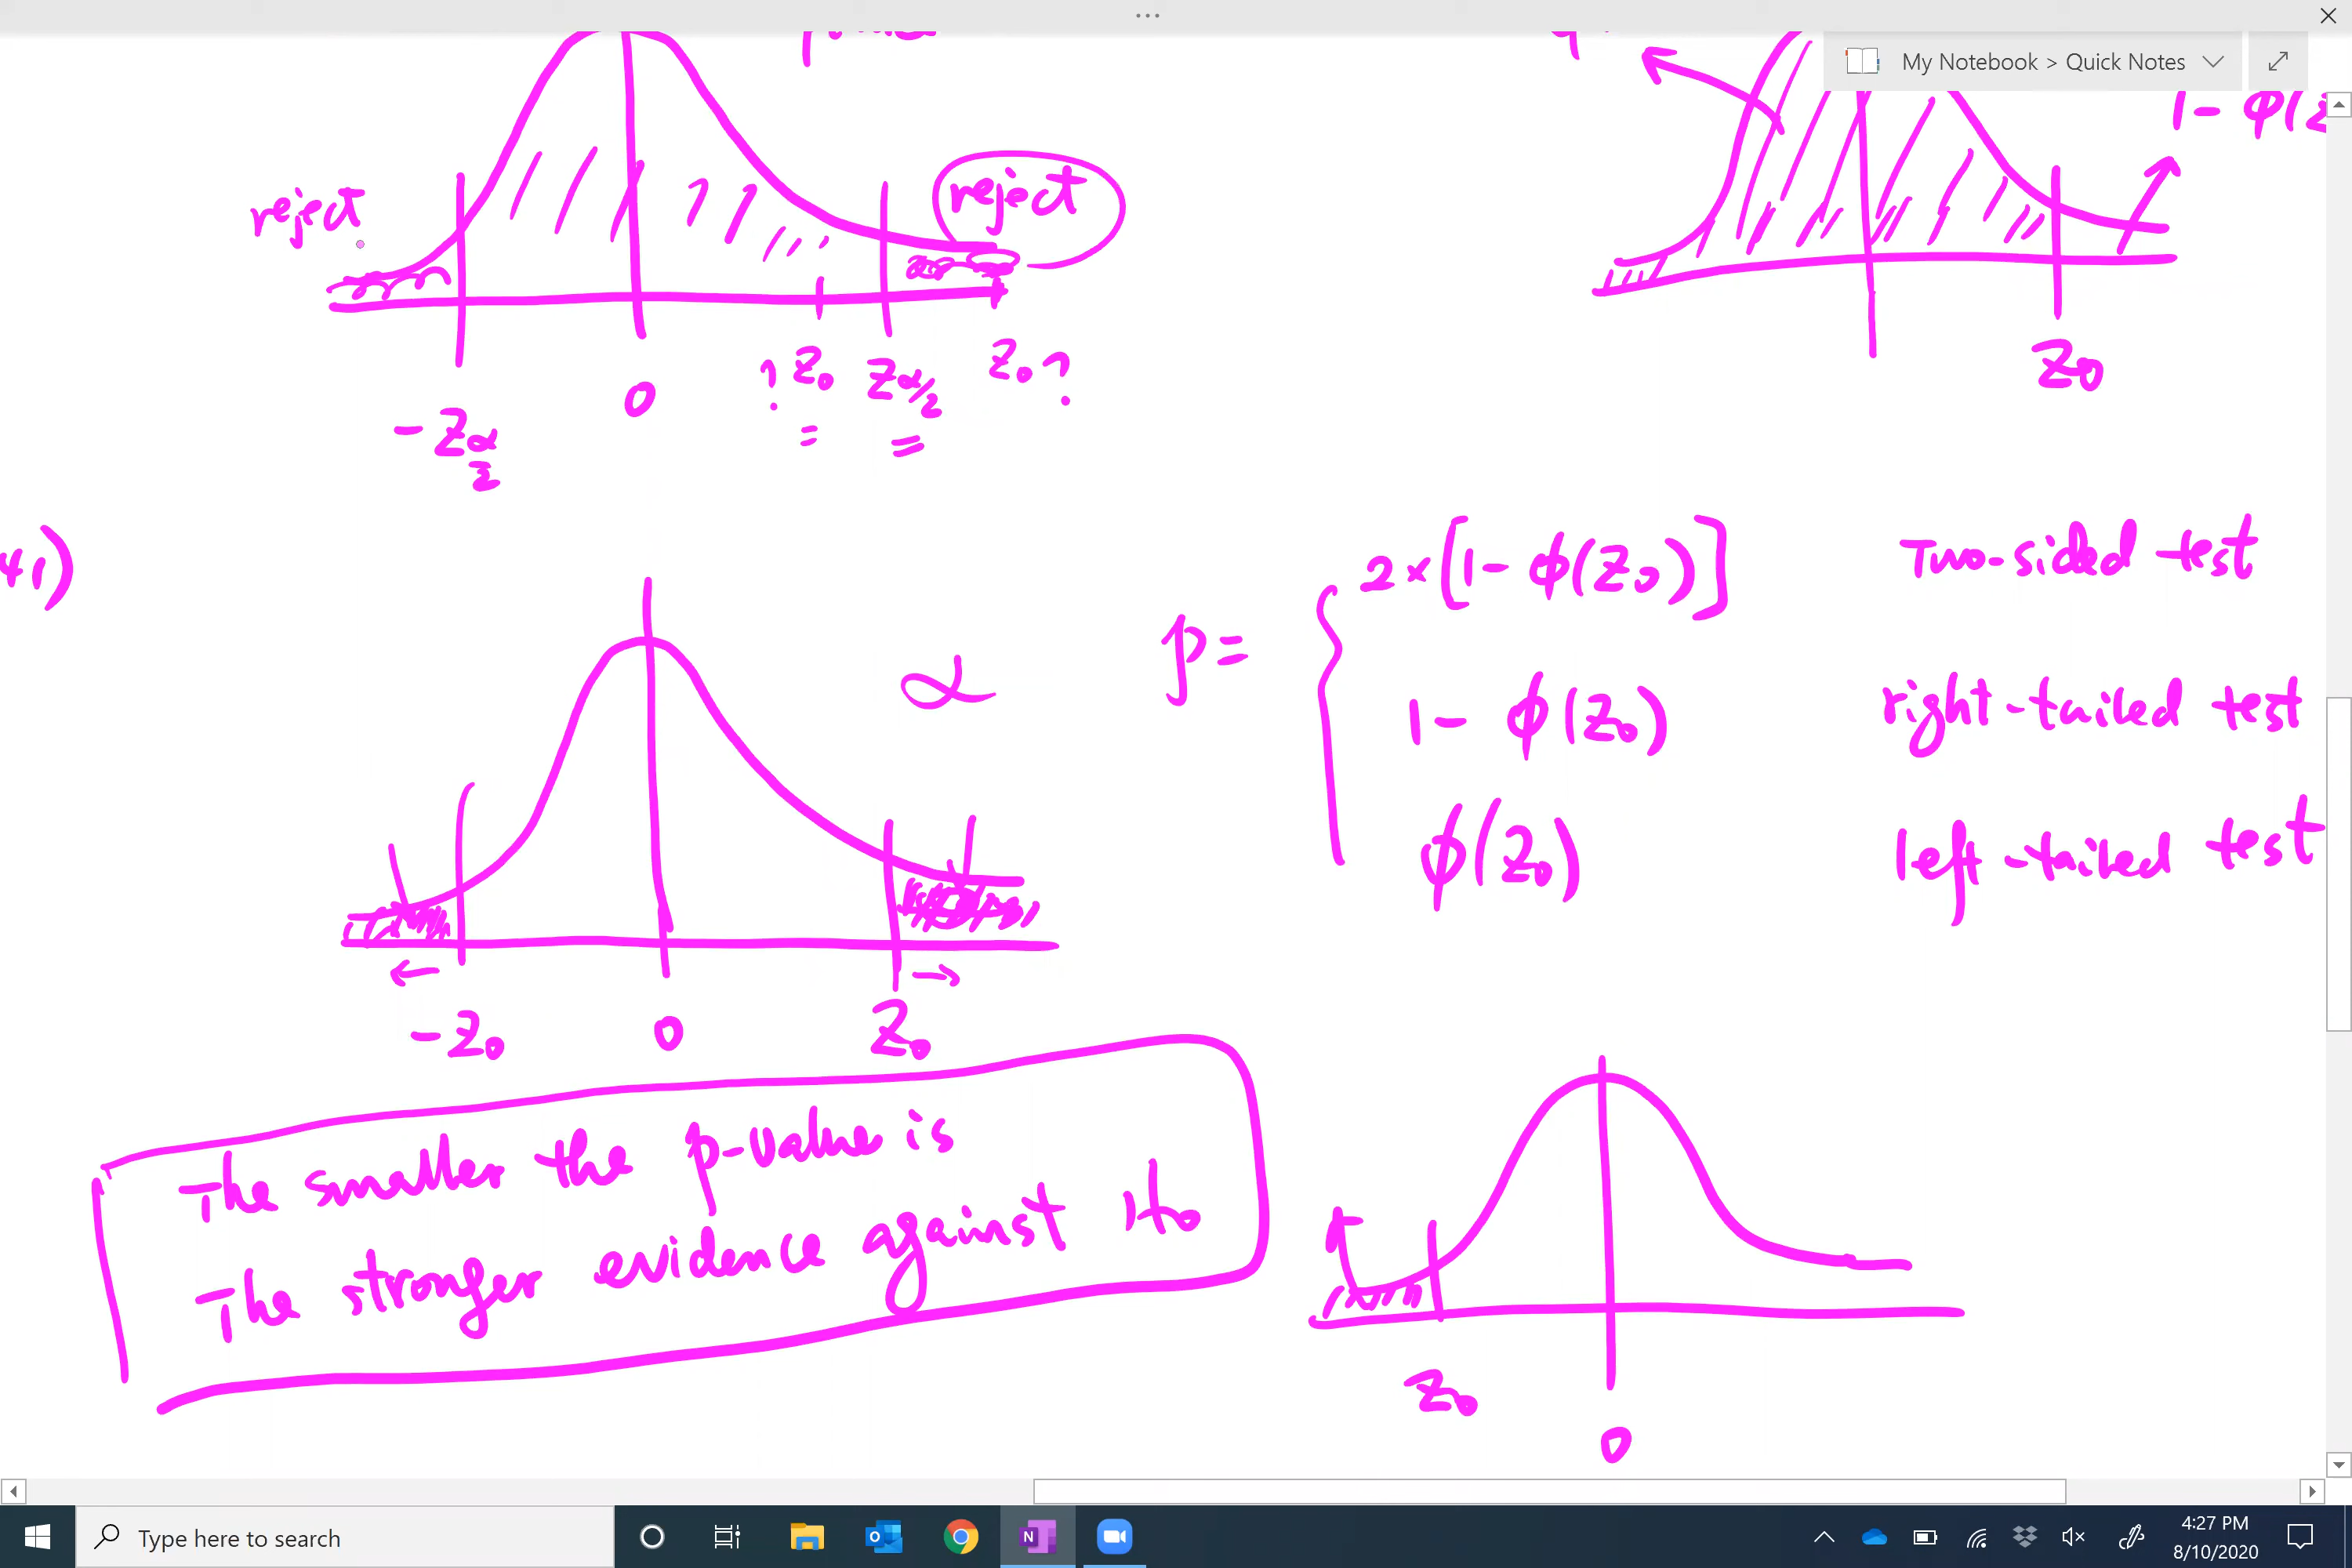 My Notebook > Quick Notes
1 - φ(z
reject
reject
-z α/2
0
? z₀
z α/2
z₀ ?
z₀
41)
p =
2 × [1 - φ(z₀)]
Two-sided test
1 - φ(z₀)
right-tailed test
φ(z₀)
left-tailed test
α
-z₀
0
z₀
The smaller the p-value is
The stronger evidence against H₀
z₀
0
Type here to search
4:27 PM
8/10/2020